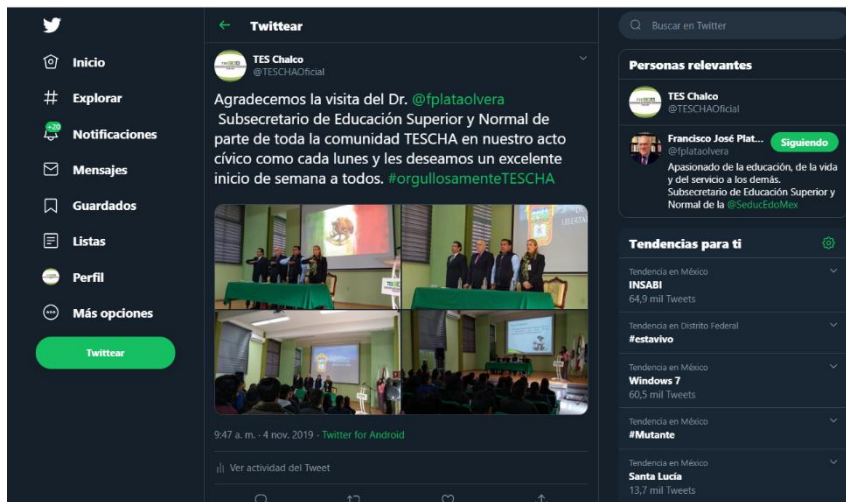 Inicio
Explorar
+20
Notificaciones
Mensajes
Guardados
Listas
Perfil
Más opciones
Twittear
Twittear
TES Chalco
@TESCHAOficial
Agradecemos la visita del Dr. @fplataolvera
Subsecretario de Educación Superior y Normal de
parte de toda la comunidad TESCHA en nuestro acto
cívico como cada lunes y les deseamos un excelente
inicio de semana a todos. #orgullosamenteTESCHA
9:47 a. m. · 4 nov. 2019 · Twitter for Android
Ver actividad del Tweet
Buscar en Twitter
Personas relevantes
TES Chalco
@TESCHAOficial
Francisco José Plat...
Siguiendo
@fplataolvera
Apasionado de la educación, de la vida
y del servicio a los demás.
Subsecretario de Educación Superior y
Normal de la @SeducEdoMex
Tendencias para ti
Tendencia en México
INSABI
64,9 mil Tweets
Tendencia en Distrito Federal
#estavivo
Tendencia en México
Windows 7
60,5 mil Tweets
Tendencia en México
#Mutante
Tendencia en México
Santa Lucía
13,7 mil Tweets